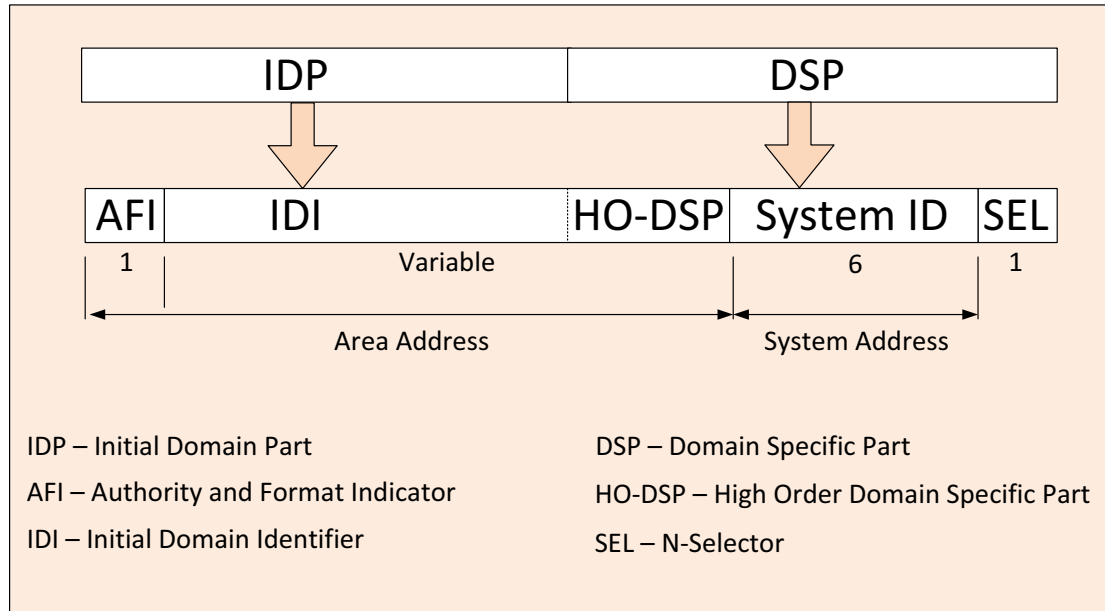 IDP DSP
AFI IDI HO-DSP System ID SEL
1 Variable 6 1
Area Address System Address
IDP – Initial Domain Part
DSP – Domain Specific Part
AFI – Authority and Format Indicator
HO-DSP – High Order Domain Specific Part
IDI – Initial Domain Identifier
SEL – N-Selector